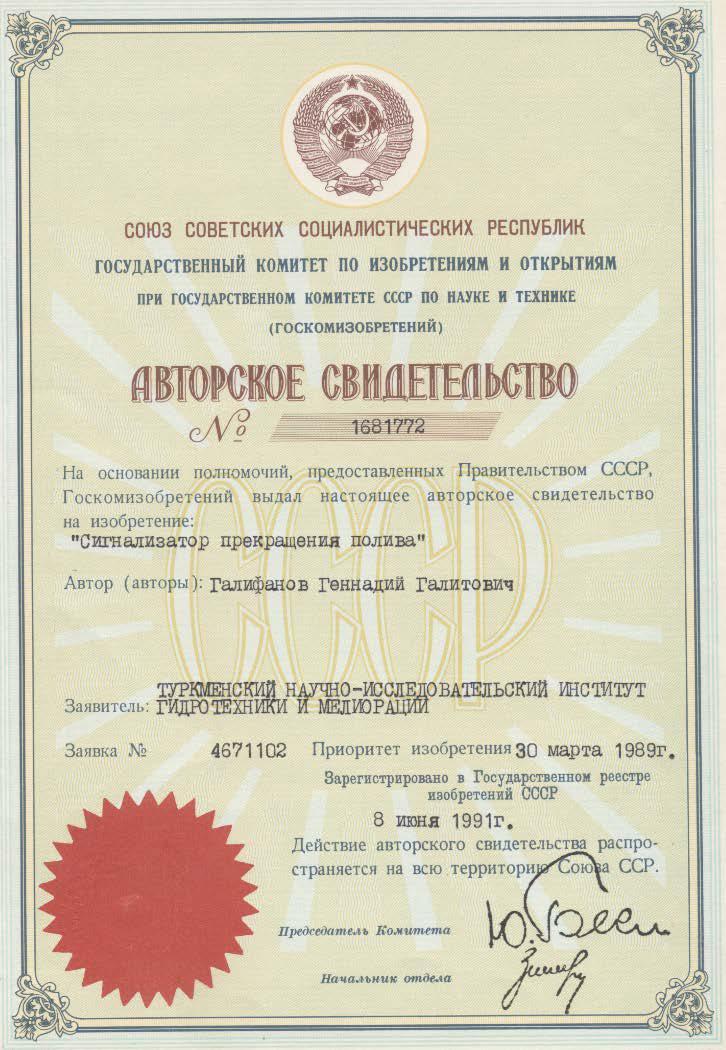 СОЮЗ СОВЕТСКИХ СОЦИАЛИСТИЧЕСКИХ РЕСПУБЛИК
ГОСУДАРСТВЕННЫЙ КОМИТЕТ ПО ИЗОБРЕТЕНИЯМ И ОТКРЫТИЯМ
ПРИ ГОСУДАРСТВЕННОМ КОМИТЕТЕ СССР ПО НАУКЕ И ТЕХНИКЕ
(ГОСКОМИЗОБРЕТЕНИЙ)
АВТОРСКОЕ СВИДЕТЕЛЬСТВО
№ 1681772
На основании полномочий, предоставленных Правительством СССР,
Госкомизобретений выдал настоящее авторское свидетельство
на изобретение:
"Сигнализатор прекращения полива"
Автор (авторы): Галифанов Геннадий Галитович
СССР
ТУРКМЕНСКИЙ НАУЧНО-ИССЛЕДОВАТЕЛЬСКИЙ ИНСТИТУТ
Заявитель: ГИДРОТЕХНИКИ И МЕЛИОРАЦИИ
Заявка № 4671102 Приоритет изобретения 30 марта 1989г.
Зарегистрировано в Государственном реестре
изобретений СССР
8 июня 1991г.
Действие авторского свидетельства распро-
страняется на всю территорию Союза ССР.
Председатель Комитета
Начальник отдела